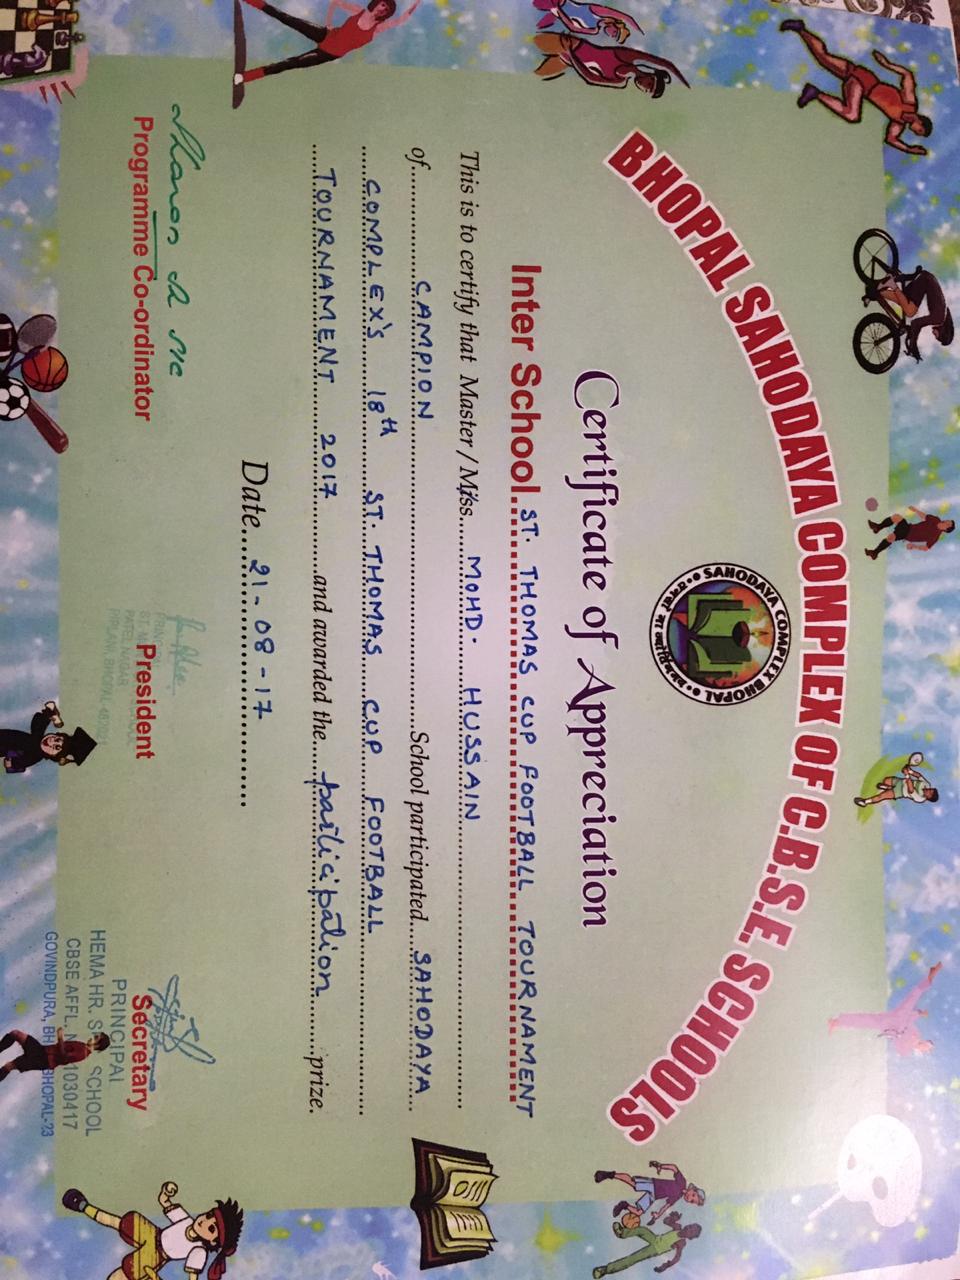 BHOPAL SAHODAYA COMPLEX OF C.B.S.E. SCHOOLS
SAHODAYA COMPLEX BHOPAL
Certificate of Appreciation
Inter School ST. THOMAS CUP FOOTBALL TOURNAMENT
This is to certify that Master / Miss MOHD. HUSSAIN
of CAMPION School participated SAHODAYA
COMPLEX'S 18th ST. THOMAS CUP FOOTBALL
TOURNAMENT 2017 and awarded the participation prize.
Date 21-08-17
Programme Co-ordinator
President
PRINCIPAL
PATEL NAGAR
Secretary
PRINCIPAL
HEMA HR. SCHOOL
CBSE AFFL. 1030417
GOVINDPURA, BHOPAL-23